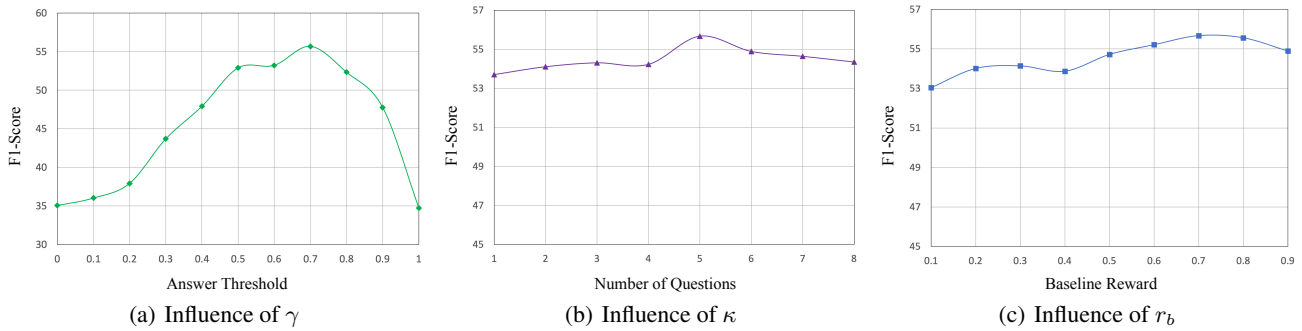 60
55
50
45
40
35
30
F1-Score
0 0.1 0.2 0.3 0.4 0.5 0.6 0.7 0.8 0.9 1
Answer Threshold
(a) Influence of γ
57
55
53
51
49
47
45
F1-Score
1 2 3 4 5 6 7 8
Number of Questions
(b) Influence of κ
57
55
53
51
49
47
45
F1-Score
0.1 0.2 0.3 0.4 0.5 0.6 0.7 0.8 0.9
Baseline Reward
(c) Influence of r_b